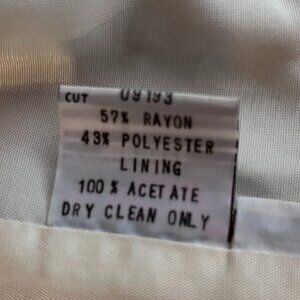 CUT 09193
57% RAYON
43% POLYESTER
LINING
100% ACETATE
DRY CLEAN ONLY